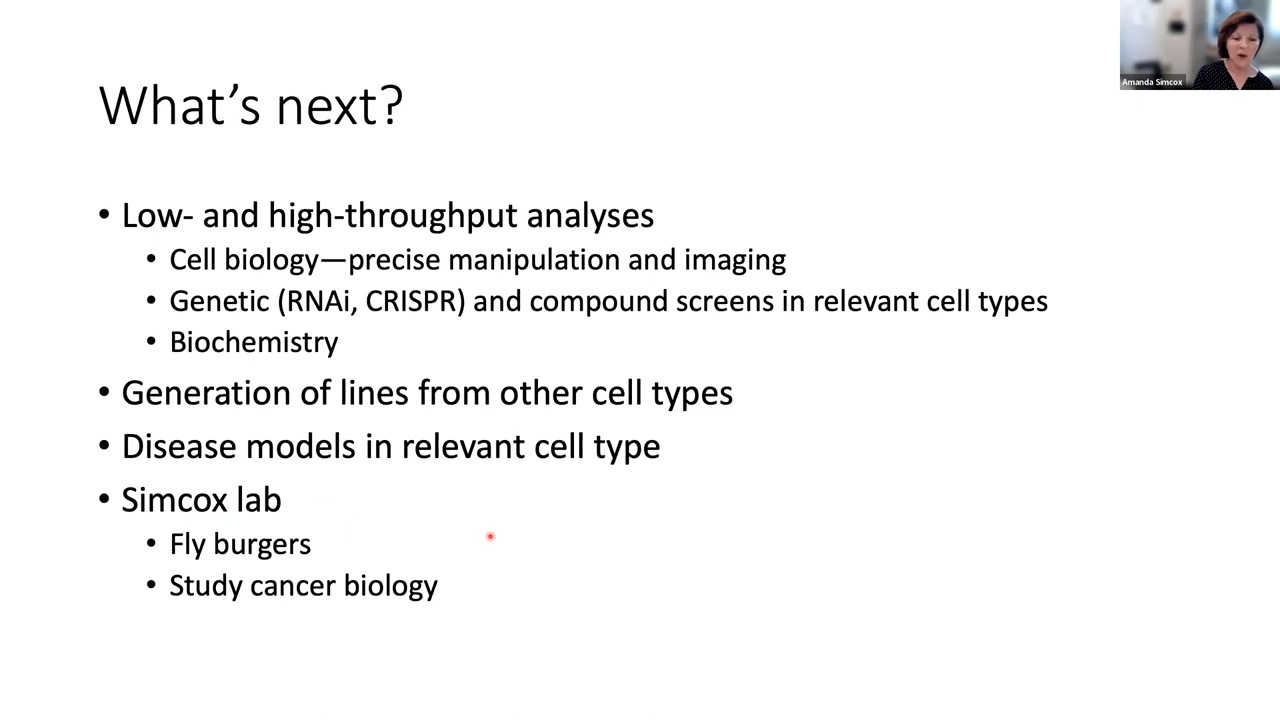 Amanda Simcox
What's next?
• Low- and high-throughput analyses
• Cell biology—precise manipulation and imaging
• Genetic (RNAi, CRISPR) and compound screens in relevant cell types
• Biochemistry
• Generation of lines from other cell types
• Disease models in relevant cell type
• Simcox lab
• Fly burgers
• Study cancer biology